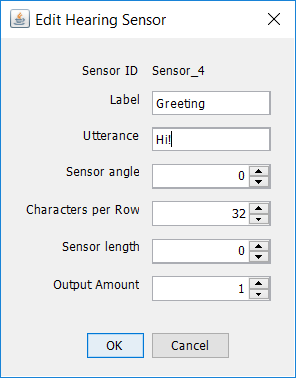 Edit Hearing Sensor
Sensor ID Sensor_4
Label Greeting
Utterance Hi!
Sensor angle 0
Characters per Row 32
Sensor length 0
Output Amount 1
OK Cancel